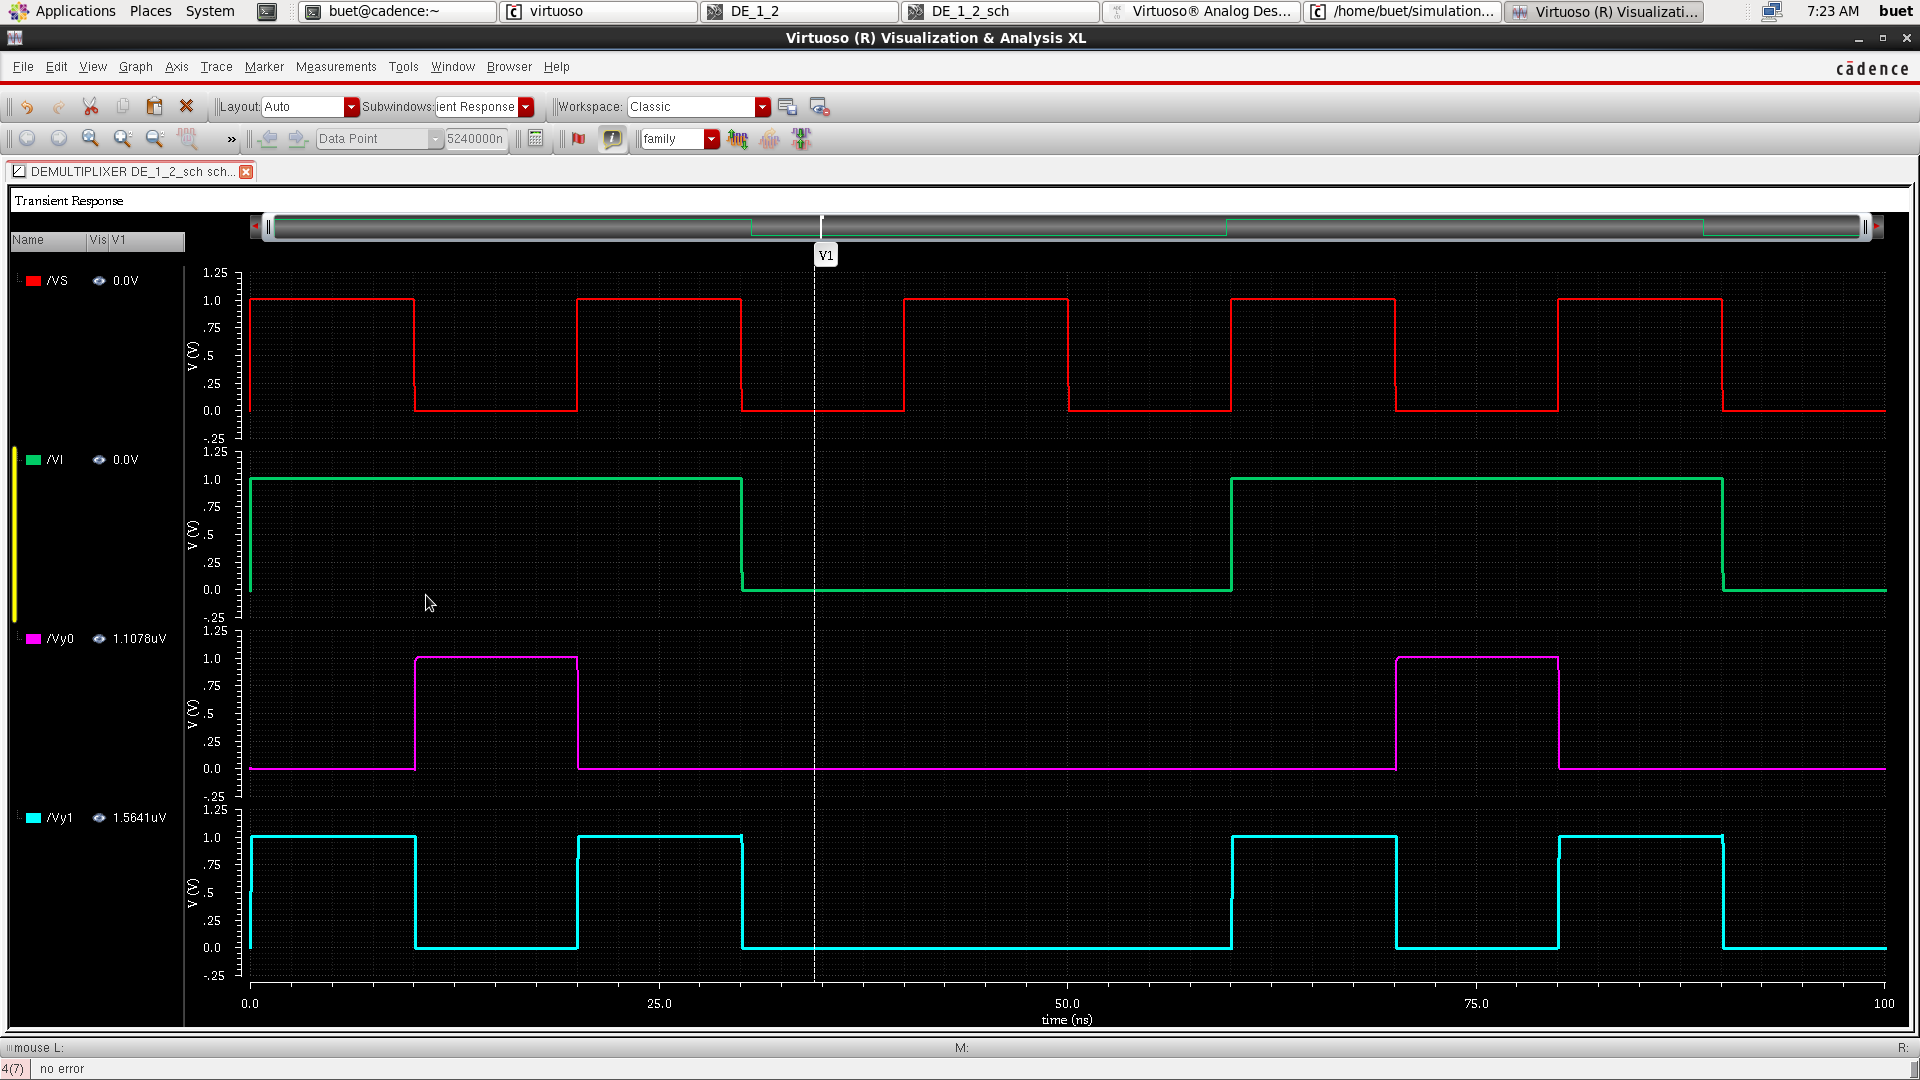 Applications Places System buet@cadence:~ virtuoso DE_1_2 DE_1_2_sch Virtuoso® Analog Des... /home/buet/simulation... Virtuoso (R) Visualizati... 7:23 AM buet
Virtuoso (R) Visualization & Analysis XL
File Edit View Graph Axis Trace Marker Measurements Tools Window Browser Help cādence
Layout: Auto Subwindows: ient Response Workspace: Classic
» Data Point 5240000n family
DEMULTIPLIXER DE_1_2_sch sch...
Transient Response
Name Vis V1
V1
/VS 0.0V
1.25
1.0
.75
.5
.25
0.0
-.25
V (V)
/VI 0.0V
1.25
1.0
.75
.5
.25
0.0
-.25
V (V)
/Vy0 1.1078uV
1.25
1.0
.75
.5
.25
0.0
-.25
V (V)
/Vy1 1.5641uV
1.25
1.0
.75
.5
.25
0.0
-.25
V (V)
0.0 25.0 50.0 75.0 100
time (ns)
mouse L: M: R:
4(7) no error